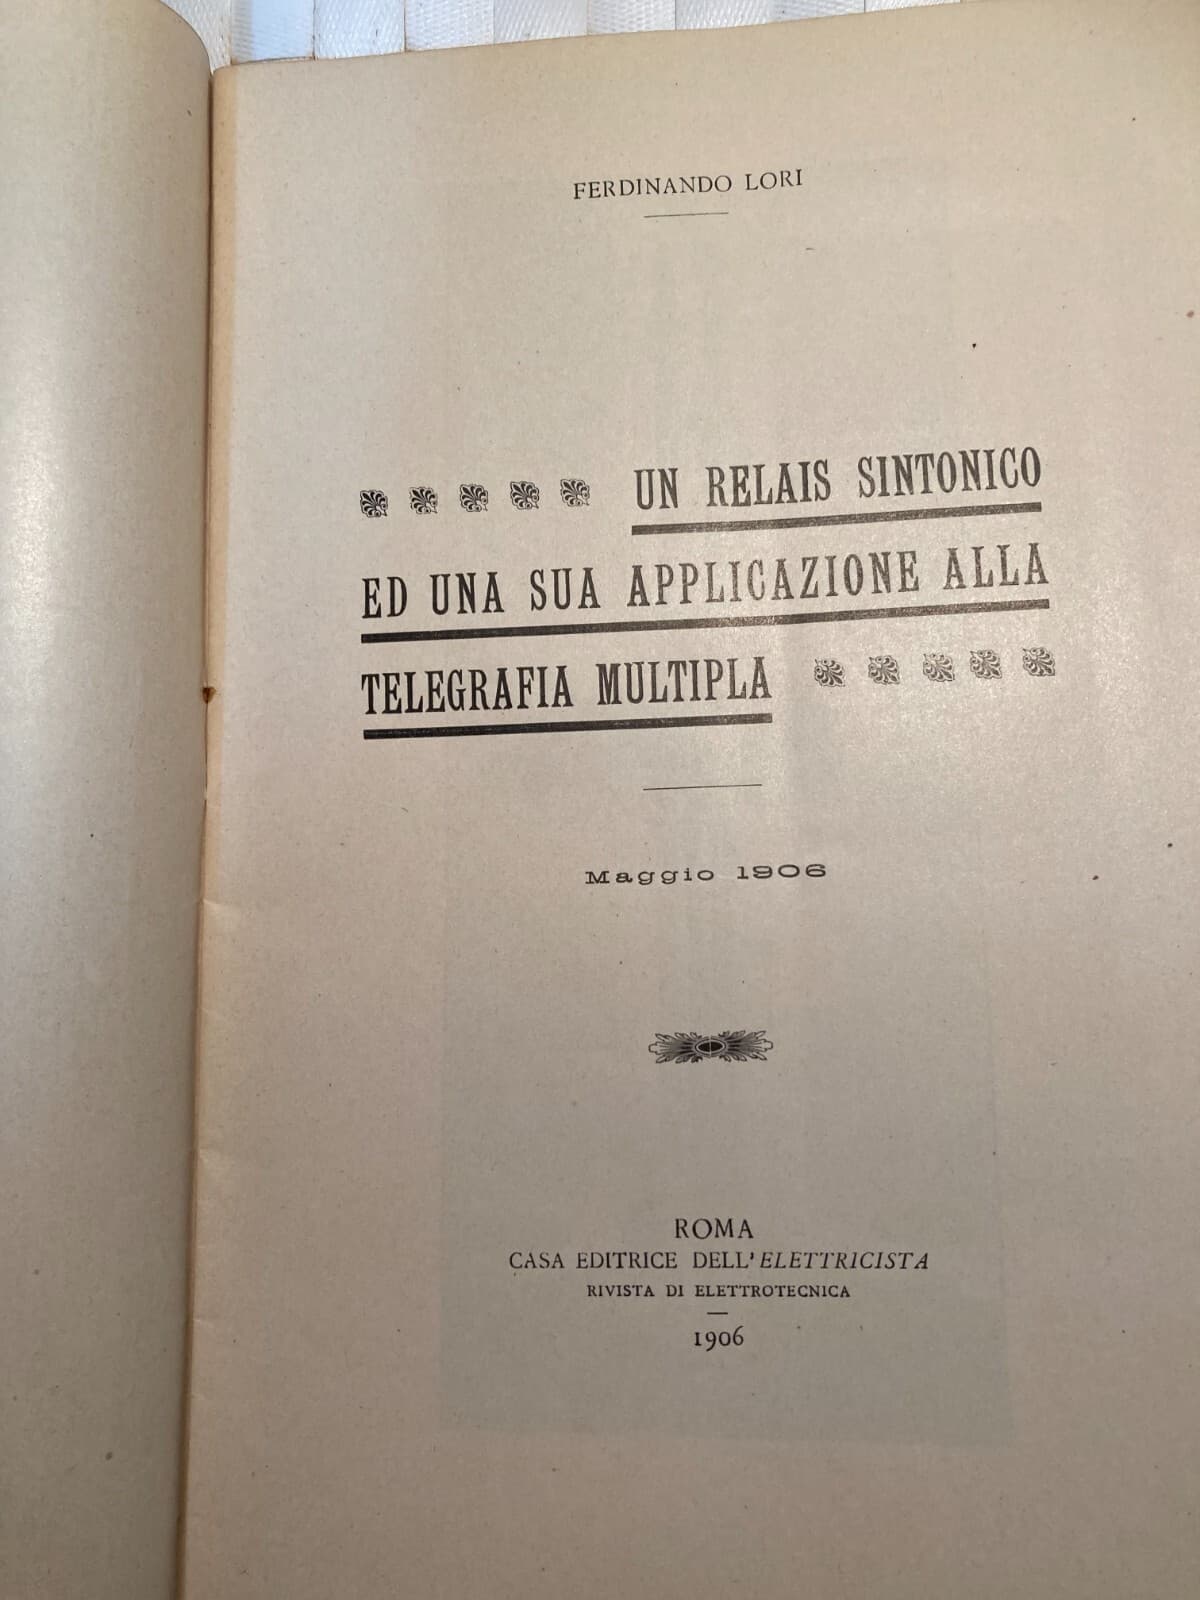 FERDINANDO LORI
UN RELAIS SINTONICO
ED UNA SUA APPLICAZIONE ALLA
TELEGRAFIA MULTIPLA
Maggio 1906
ROMA
CASA EDITRICE DELL'ELETTRICISTA
RIVISTA DI ELETTROTECNICA
1906